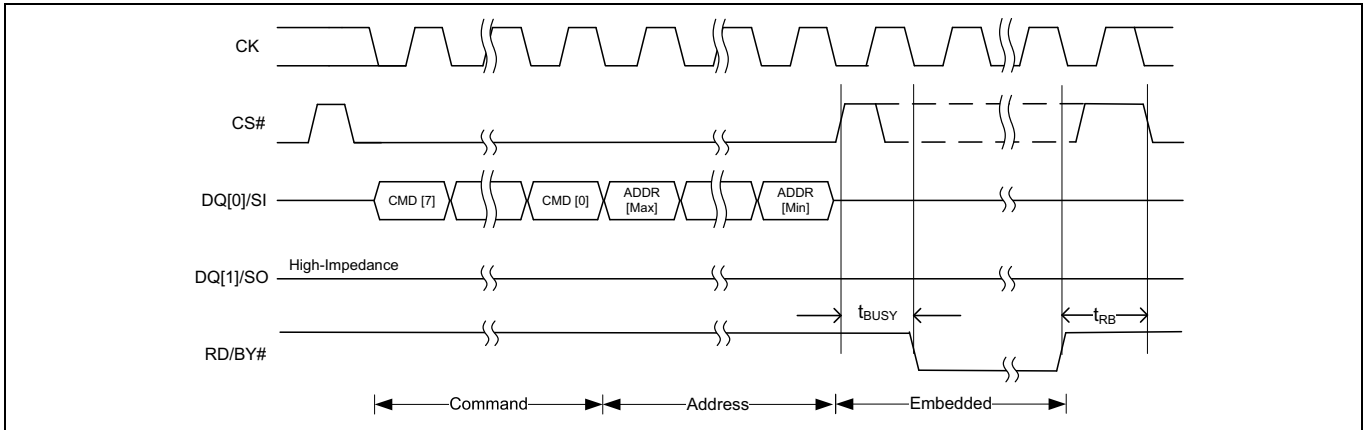 CK
CS#
DQ[0]/SI
CMD [7]
CMD [0]
ADDR
[Max]
ADDR
[Min]
DQ[1]/SO
High-Impedance
RD/BY#
tBUSY
tRB
Command
Address
Embedded